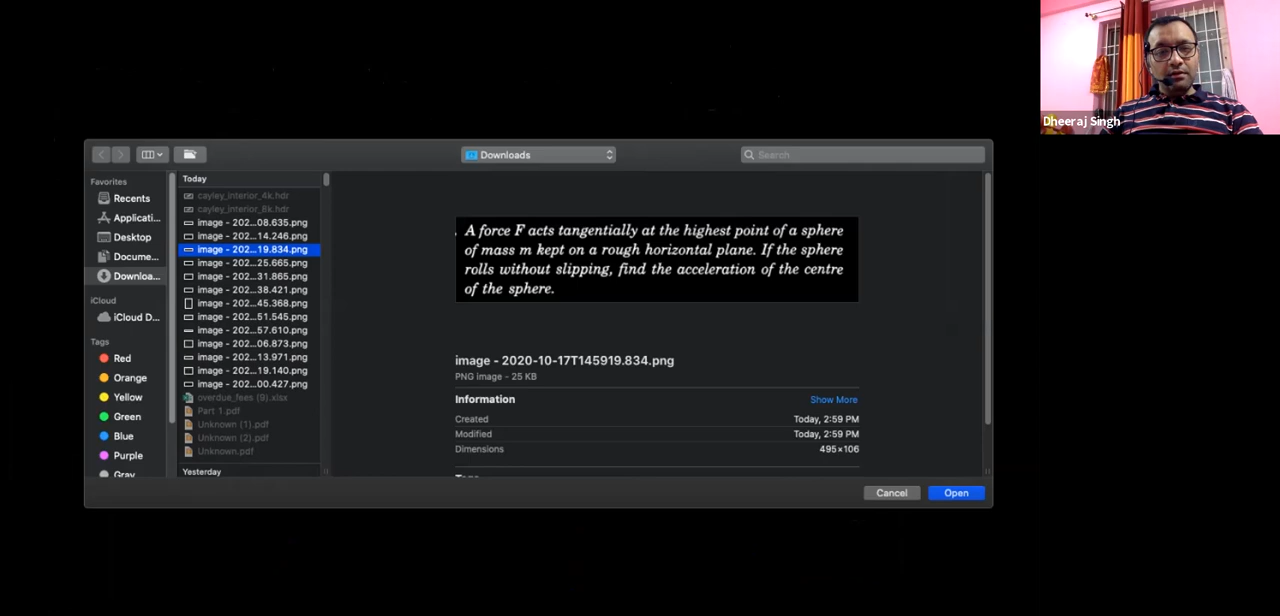 Dheeraj Singh
Downloads
Search
Favorites
Recents
Applicati...
Desktop
Docume...
Downloa...
iCloud
iCloud D...
Tags
Red
Orange
Yellow
Green
Blue
Purple
Gray
Today
cayley_interior_4k.hdr
cayley_interior_8k.hdr
image - 202...08.635.png
image - 202...14.246.png
image - 202...19.834.png
image - 202...25.665.png
image - 202...31.865.png
image - 202...38.421.png
image - 202...45.368.png
image - 202...51.545.png
image - 202...57.610.png
image - 202...06.873.png
image - 202...13.971.png
image - 202...19.140.png
image - 202...00.427.png
overdue_fees (9).xlsx
Part 1.pdf
Unknown (1).pdf
Unknown (2).pdf
Unknown.pdf
Yesterday
A force F acts tangentially at the highest point of a sphere
of mass m kept on a rough horizontal plane. If the sphere
rolls without slipping, find the acceleration of the centre
of the sphere.
image - 2020-10-17T145919.834.png
PNG image - 25 KB
Information Show More
Created Today, 2:59 PM
Modified Today, 2:59 PM
Dimensions 495×106
Cancel Open